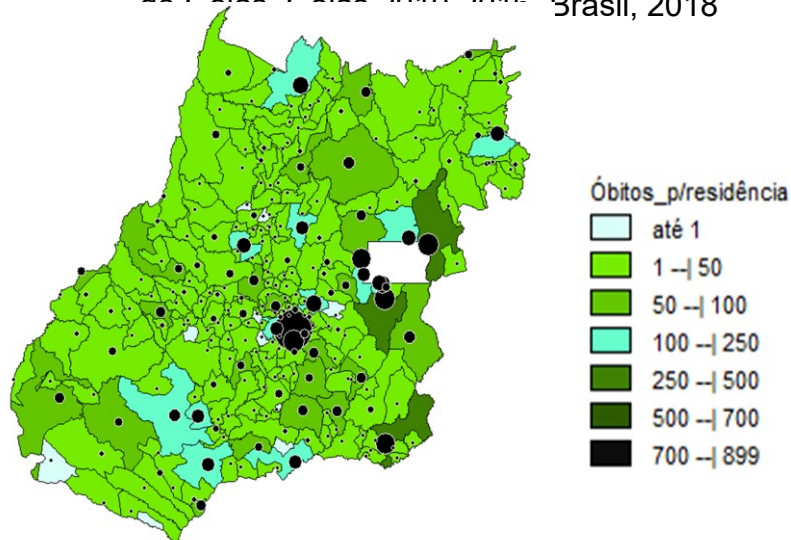 Brasil, 2018
Óbitos_p/residência
até 1
1 --| 50
50 --| 100
100 --| 250
250 --| 500
500 --| 700
700 --| 899